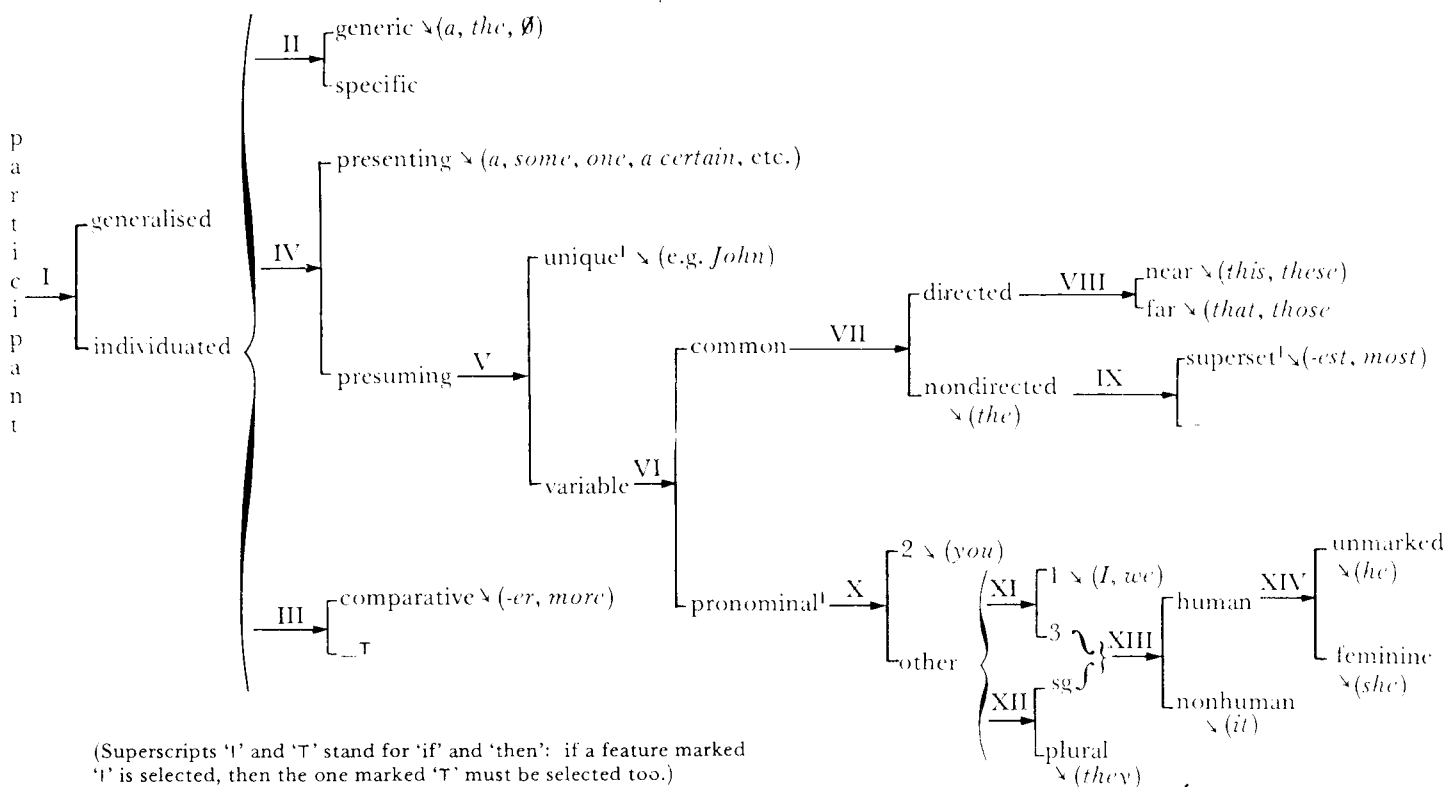 participant
I
generalised
individuated
II
generic ↘ (a, the, Ø)
specific
IV
presenting ↘ (a, some, one, a certain, etc.)
presuming
V
unique^I ↘ (e.g. John)
variable
VI
common
VII
directed
VIII
near ↘ (this, these)
far ↘ (that, those
nondirected
↘ (the)
IX
superset^I ↘ (-est, most)
_
pronominal^I
X
2 ↘ (you)
other
XI
1 ↘ (I, we)
3
XII
sg
plural
↘ (they)
XIII
human
nonhuman
↘ (it)
XIV
unmarked
↘ (he)
feminine
↘ (she)
III
comparative ↘ (-er, more)
_^T
(Superscripts ‘I’ and ‘T’ stand for ‘if’ and ‘then’: if a feature marked
‘I’ is selected, then the one marked ‘T’ must be selected too.)